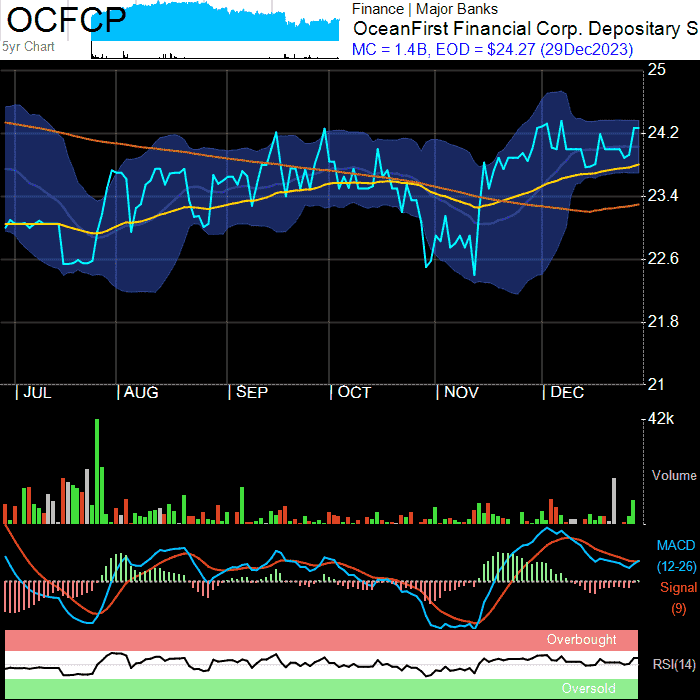 OCFCP
5yr Chart
Finance | Major Banks
OceanFirst Financial Corp. Depositary S
MC = 1.4B, EOD = $24.27 (29Dec2023)
25
24.2
23.4
22.6
21.8
21
JUL AUG SEP OCT NOV DEC
42k
Volume
MACD
(12-26)
Signal
(9)
Overbought
RSI(14)
Oversold